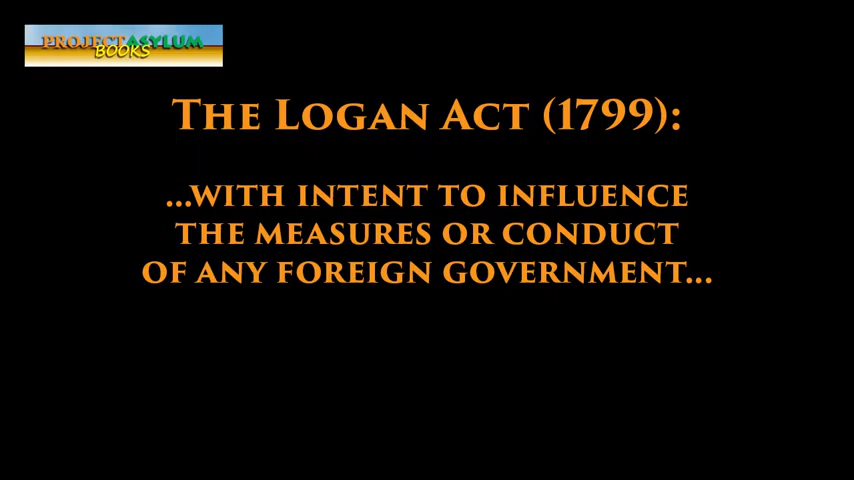 PROJECTASYLUM
BOOKS
THE LOGAN ACT (1799):
...WITH INTENT TO INFLUENCE
THE MEASURES OR CONDUCT
OF ANY FOREIGN GOVERNMENT...